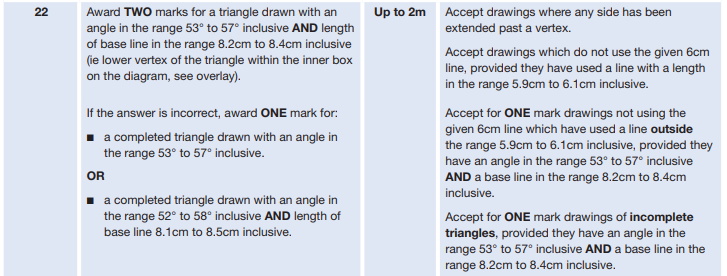 22
Award TWO marks for a triangle drawn with an
angle in the range 53° to 57° inclusive AND length
of base line in the range 8.2cm to 8.4cm inclusive
(ie lower vertex of the triangle within the inner box
on the diagram, see overlay).
If the answer is incorrect, award ONE mark for:
■ a completed triangle drawn with an angle in
the range 53° to 57° inclusive.
OR
■ a completed triangle drawn with an angle in
the range 52° to 58° inclusive AND length of
base line 8.1cm to 8.5cm inclusive.
Up to 2m
Accept drawings where any side has been
extended past a vertex.
Accept drawings which do not use the given 6cm
line, provided they have used a line with a length
in the range 5.9cm to 6.1cm inclusive.
Accept for ONE mark drawings not using the
given 6cm line which have used a line outside
the range 5.9cm to 6.1cm inclusive, provided they
have an angle in the range 53° to 57° inclusive
AND a base line in the range 8.2cm to 8.4cm
inclusive.
Accept for ONE mark drawings of incomplete
triangles, provided they have an angle in the
range 53° to 57° inclusive AND a base line in the
range 8.2cm to 8.4cm inclusive.